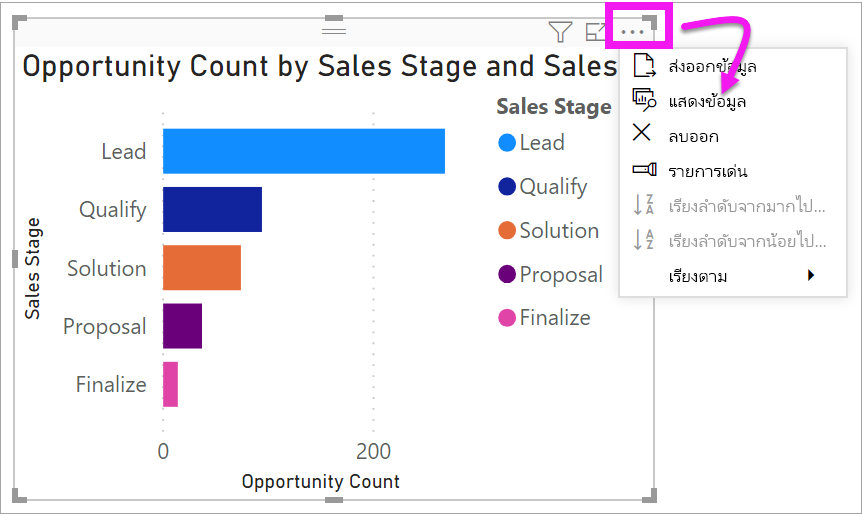 Opportunity Count by Sales Stage and Sales
Sales Stage
Lead
Qualify
Solution
Proposal
Finalize
Sales Stage
Lead
Qualify
Solution
Proposal
Finalize
0 200
Opportunity Count
ส่งออกข้อมูล
แสดงข้อมูล
ลบออก
รายการเด่น
เรียงลำดับจากมากไป...
เรียงลำดับจากน้อยไป...
เรียงตาม